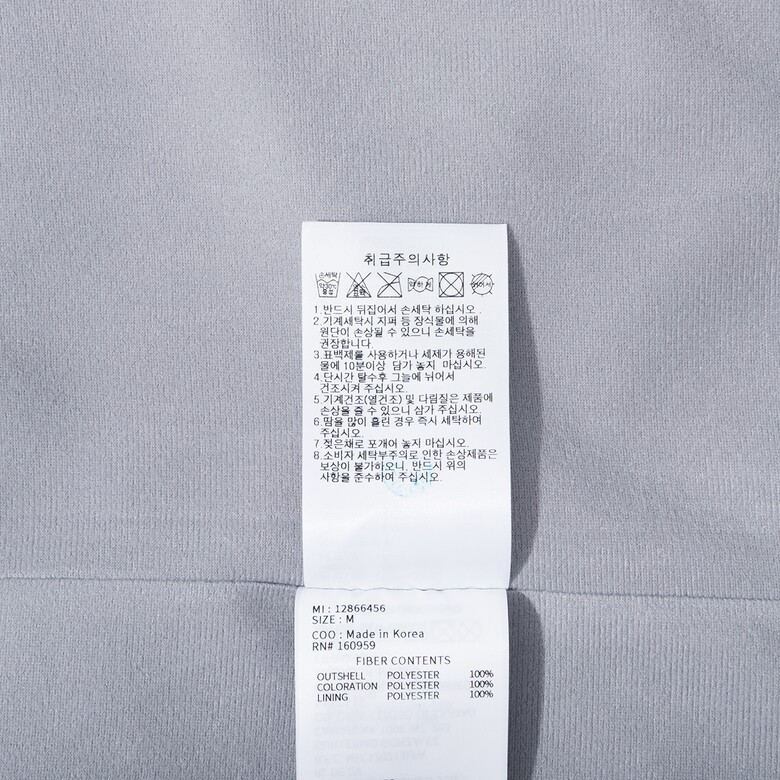 취급주의사항
손세탁
약30℃
중성
약하게
뉘어서
1.반드시 뒤집어서 손세탁 하십시오.
2.기계세탁시 지퍼 등 장식물에 의해
원단이 손상될 수 있으니 손세탁을
권장합니다.
3.표백제를 사용하거나 세제가 용해된
물에 10분이상 담가 놓지 마십시오.
4.단시간 탈수후 그늘에 뉘어서
건조시켜 주십시오.
5.기계건조(열건조) 및 다림질은 제품에
손상을 줄 수 있으니 삼가 주십시오.
6.땀을 많이 흘린 경우 즉시 세탁하여
주십시오.
7.젖은채로 포개어 놓지 마십시오.
8.소비자 세탁부주의로 인한 손상제품은
보상이 불가하오니, 반드시 위의
사항을 준수하여 주십시오.
MI : 12866456
SIZE : M
COO : Made in Korea
RN# 160959
FIBER CONTENTS
OUTSHELL POLYESTER 100%
COLORATION POLYESTER 100%
LINING POLYESTER 100%